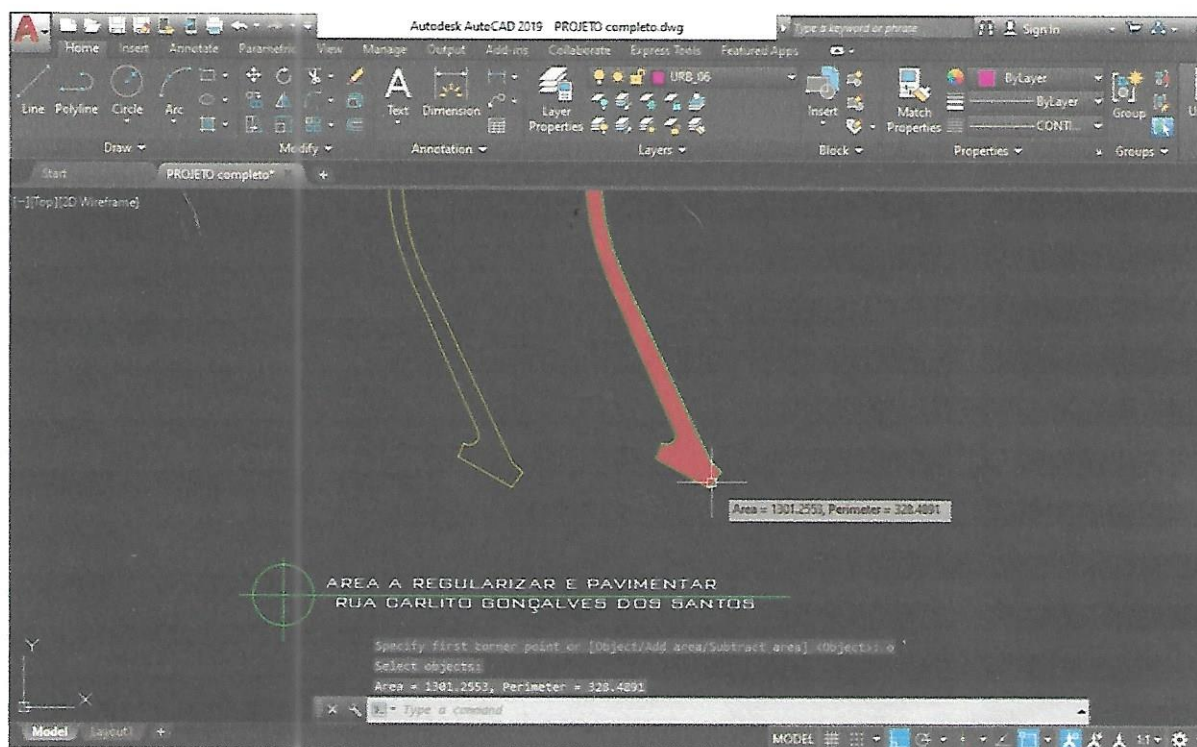 Autodesk AutoCAD 2019 PROJETO completo.dwg
Type a keyword or phrase
Sign In
Home Insert Annotate Parametric View Manage Output Add-ins Collaborate Express Tools Featured Apps
URB_06
ByLayer
Line Polyline Circle Arc
Text Dimension
Layer Properties
Insert
Match Properties
ByLayer
CONTI...
Group
Draw Modify Annotation Layers Block Properties Groups
Start PROJETO completo*
[-][Top][2D Wireframe]
Area = 1301.2553, Perimeter = 328.4891
AREA A REGULARIZAR E PAVIMENTAR
RUA CARLITO GONÇALVES DOS SANTOS
Specify first corner point or [Object/Add area/Subtract area] <Object>: o
Select objects:
Area = 1301.2553, Perimeter = 328.4891
Y
X
Type a command
Model Layout1 +
MODEL 1:1